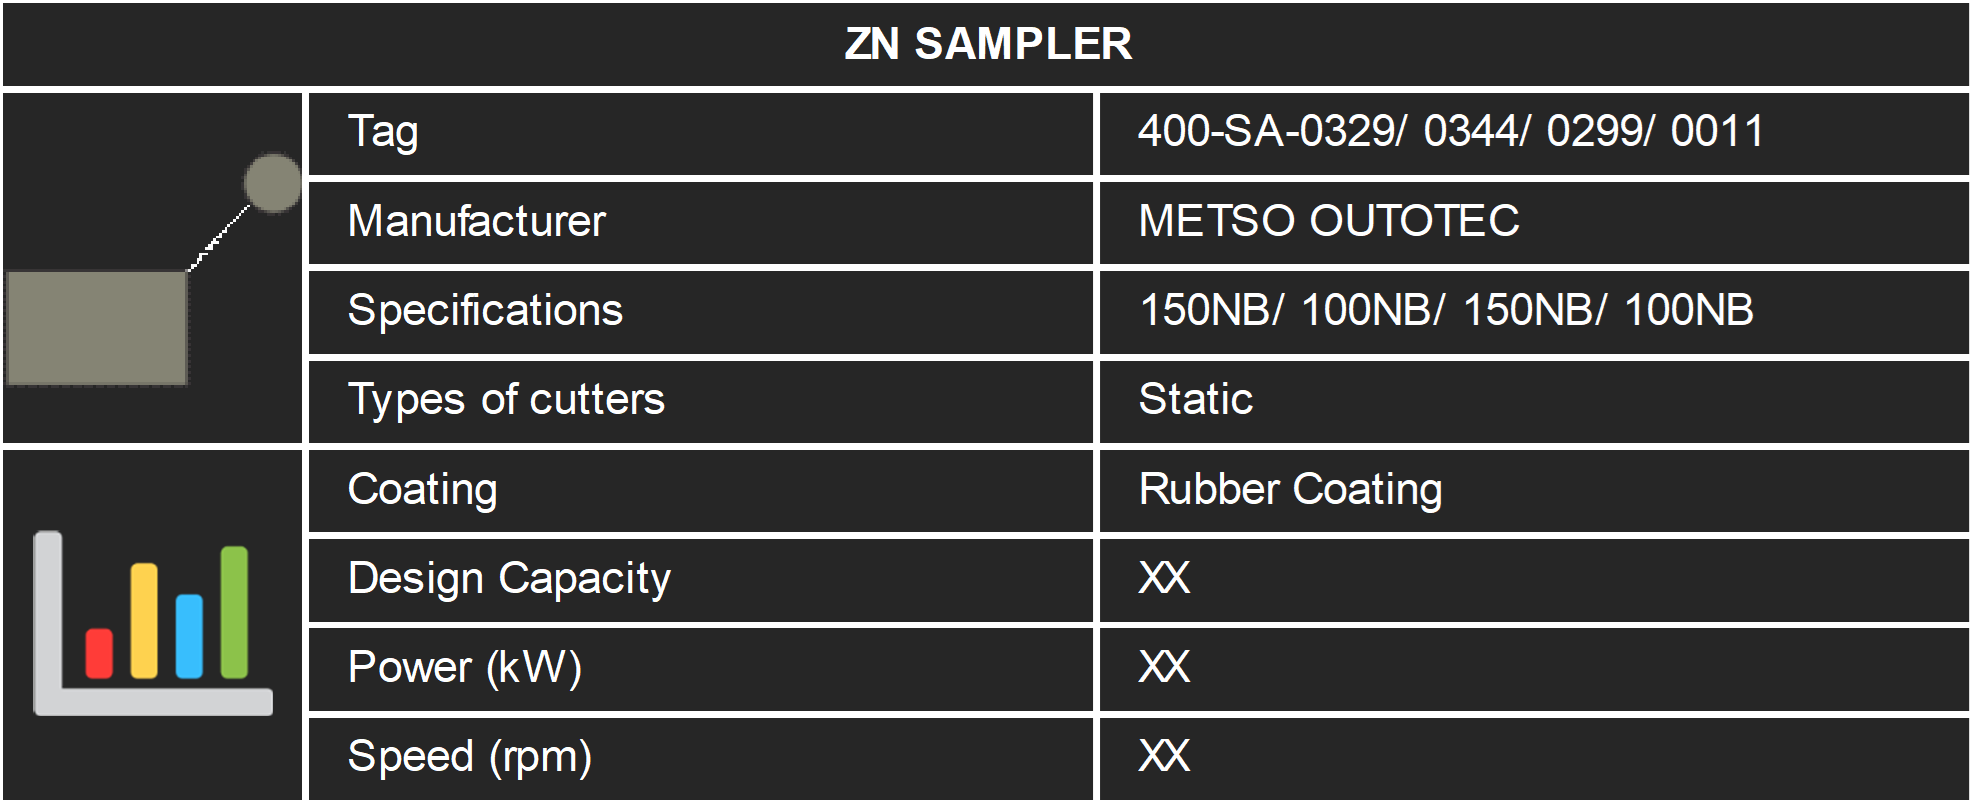 ZN SAMPLER
Tag 400-SA-0329/ 0344/ 0299/ 0011
Manufacturer METSO OUTOTEC
Specifications 150NB/ 100NB/ 150NB/ 100NB
Types of cutters Static
Coating Rubber Coating
Design Capacity XX
Power (kW) XX
Speed (rpm) XX